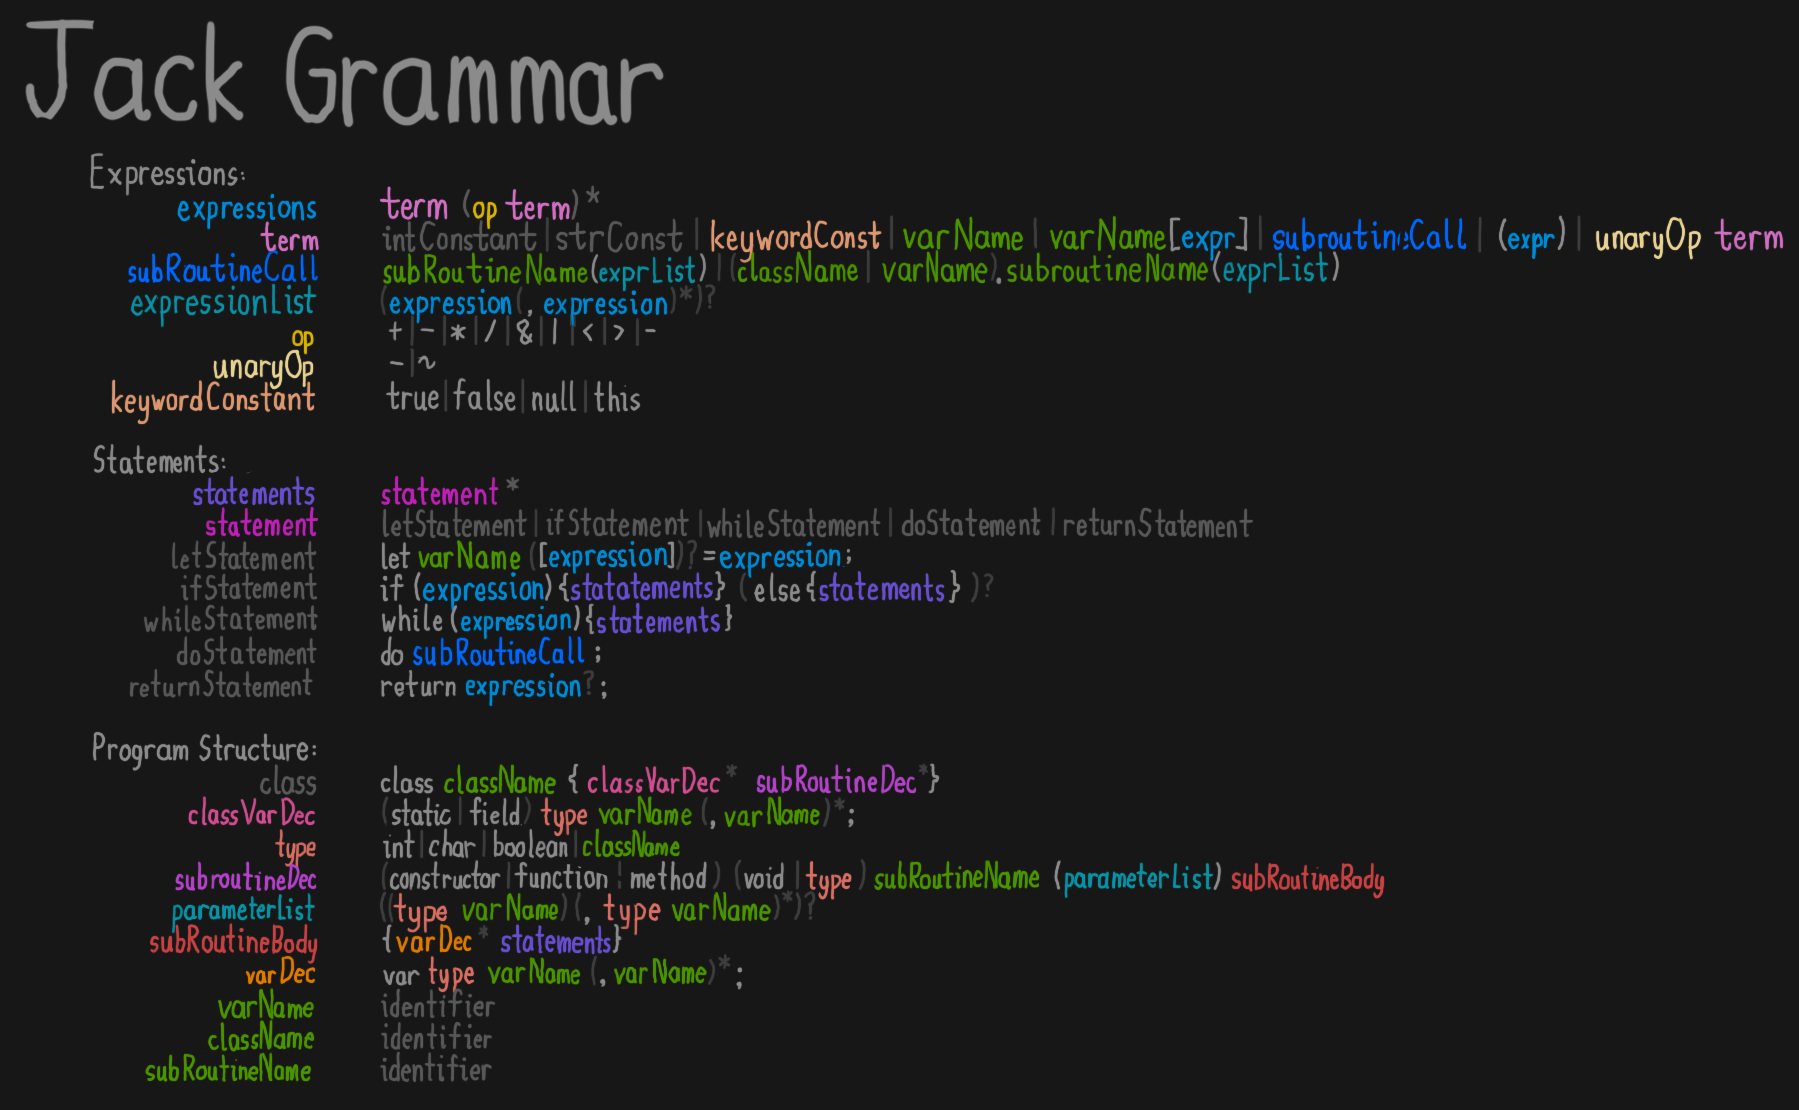 Jack Grammar
Expressions:
expressions term (op term)*
term intConstant | strConst | keywordConst | varName | varName[expr] | subroutineCall | (expr) | unaryOp term
subRoutineCall subRoutineName(exprList) | (className | varName).subroutineName(exprList)
expressionList (expression(, expression)*)?
op + | - | * | / | & | | | < | > | -
unaryOp - | ~
keywordConstant true | false | null | this
Statements:
statements statement *
statement letStatement | ifStatement | whileStatement | doStatement | returnStatement
letStatement let varName ([expression])? = expression;
ifStatement if (expression) {statatements} (else {statements} )?
whileStatement while (expression) {statements}
doStatement do subRoutineCall ;
returnStatement return expression? ;
Program Structure:
class class className { classVarDec* subRoutineDec*}
classVarDec (static | field) type varName (, varName)*;
type int | char | boolean | className
subroutineDec (constructor | function | method) (void | type) subRoutineName (parameterList) subRoutineBody
parameterList ((type varName) (, type varName)*)?
subRoutineBody {varDec* statements}
varDec var type varName (, varName)* ;
varName identifier
className identifier
subRoutineName identifier